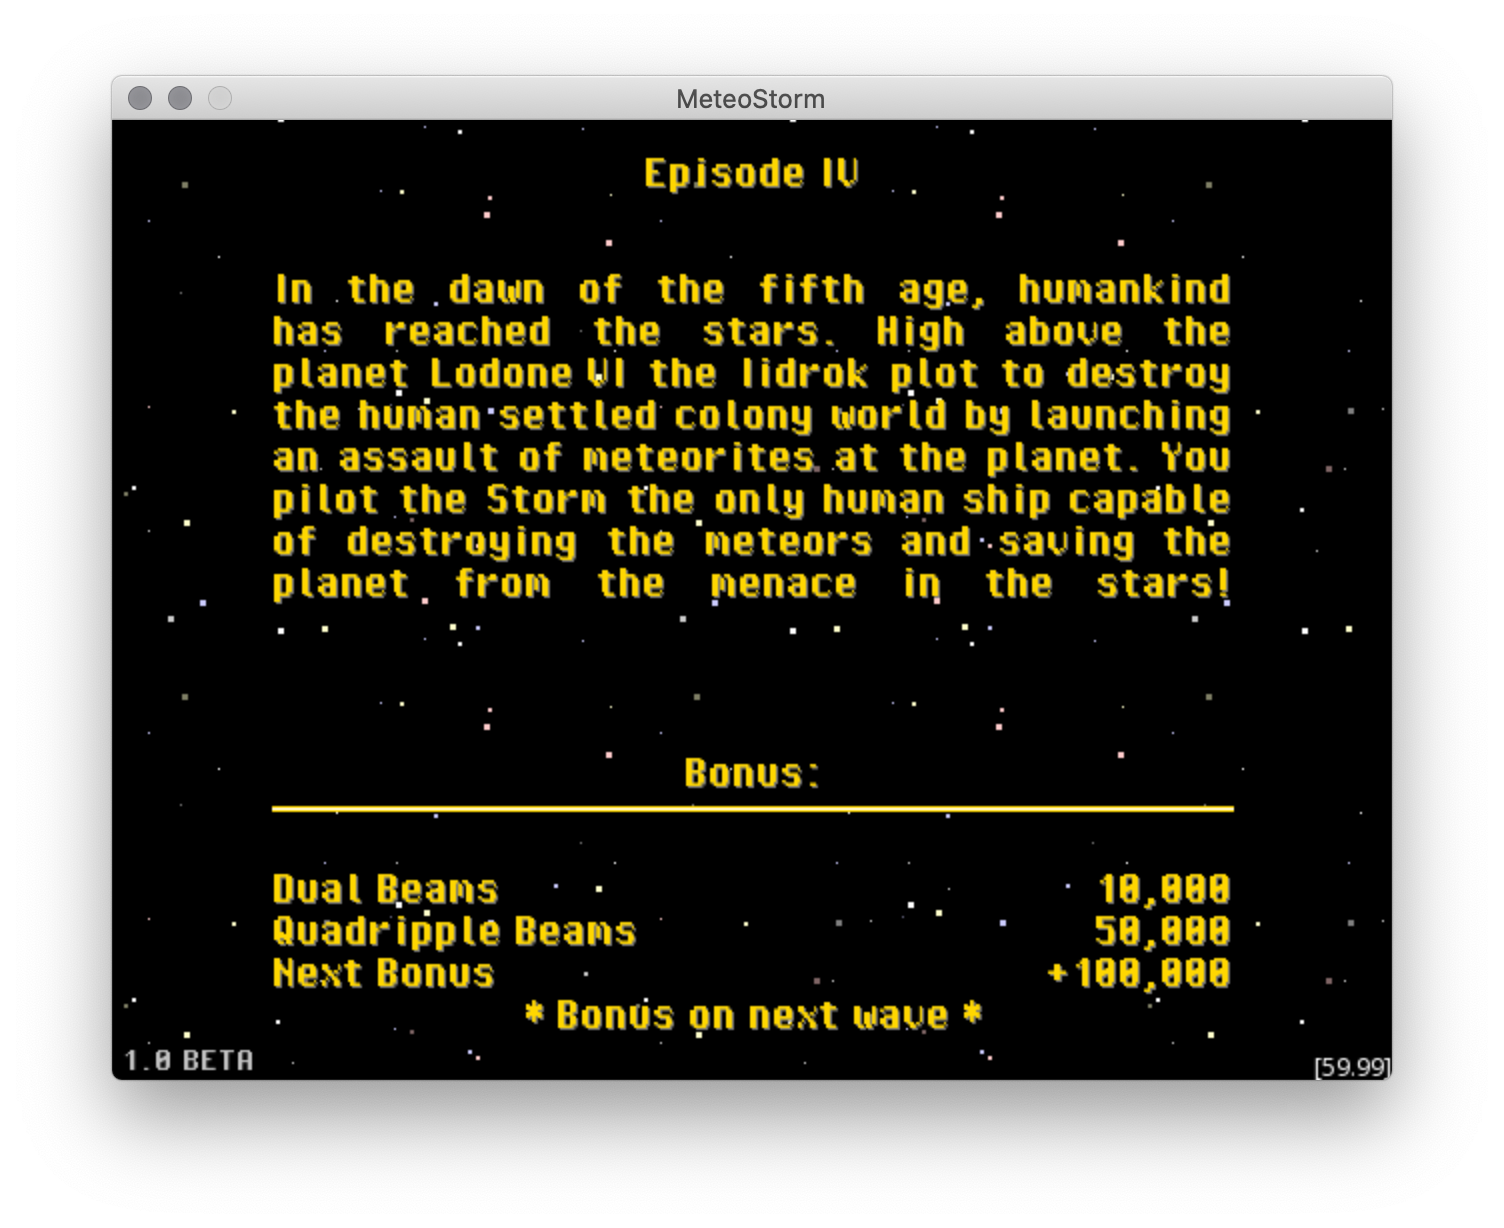 MeteoStorm
Episode IV
In the dawn of the fifth age, humankind
has reached the stars. High above the
planet Lodone VI the lidrok plot to destroy
the human settled colony world by launching
an assault of meteorites at the planet. You
pilot the Storm the only human ship capable
of destroying the meteors and saving the
planet from the menace in the stars!
Bonus:
Dual Beams 10,000
Quadripple Beams 50,000
Next Bonus +100,000
* Bonus on next wave *
1.0 BETA
[59.99]